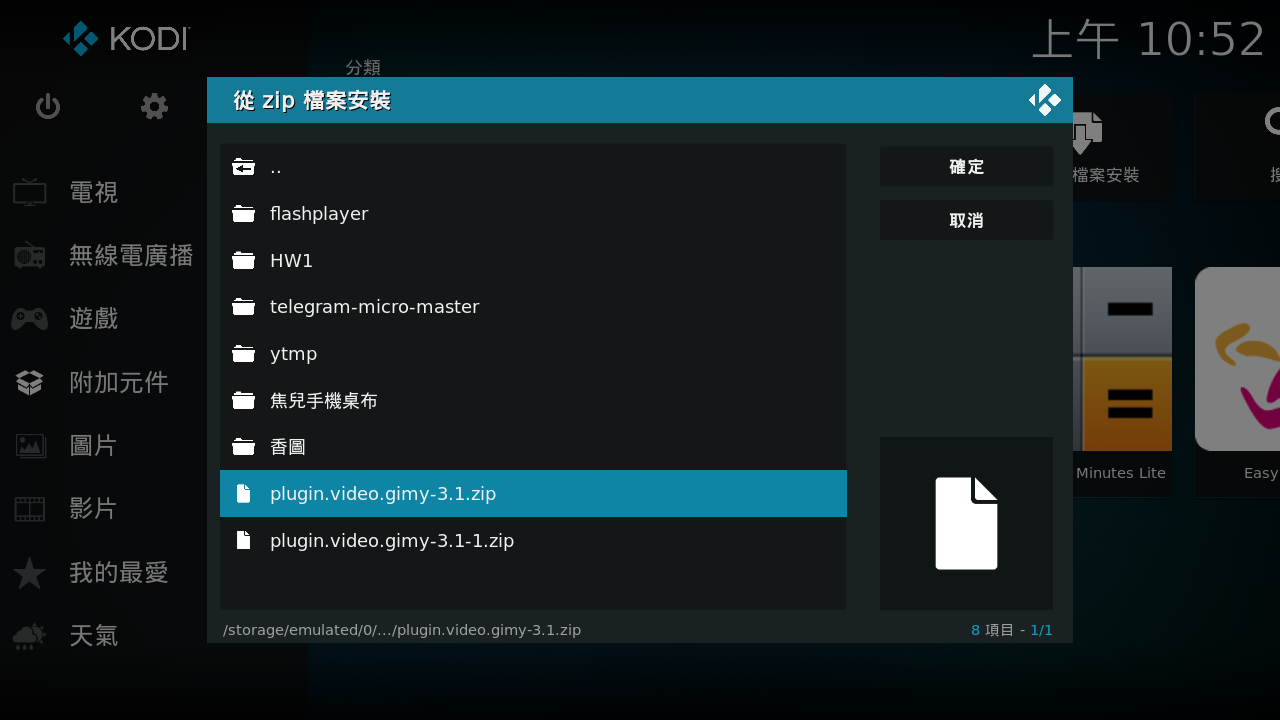 KODI
上午 10:52
分類
從 zip 檔案安裝
..
flashplayer
HW1
telegram-micro-master
ytmp
焦兒手機桌布
香圖
plugin.video.gimy-3.1.zip
plugin.video.gimy-3.1-1.zip
確定
取消
/storage/emulated/0/.../plugin.video.gimy-3.1.zip
8 項目 - 1/1
電視
無線電廣播
遊戲
附加元件
圖片
影片
我的最愛
天氣
檔案安裝
Minutes Lite
Easy